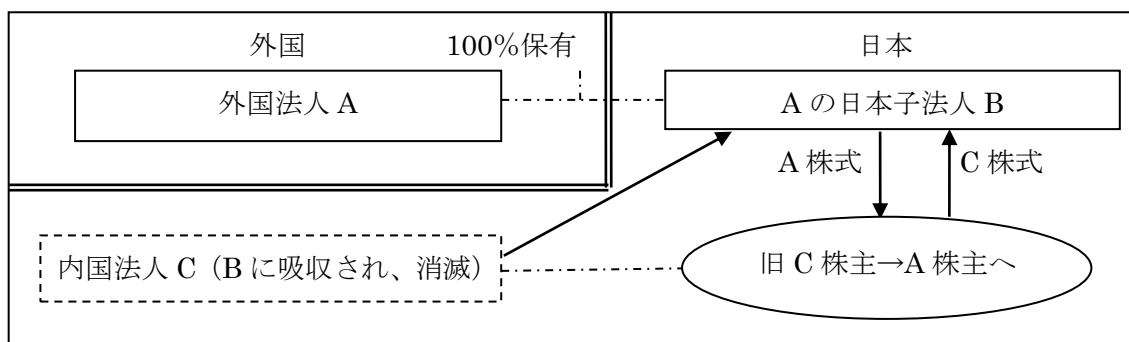 外国
100%保有
日本
外国法人 A
A の日本子法人 B
A 株式
C 株式
内国法人 C（B に吸収され、消滅）
旧 C 株主→A 株主へ